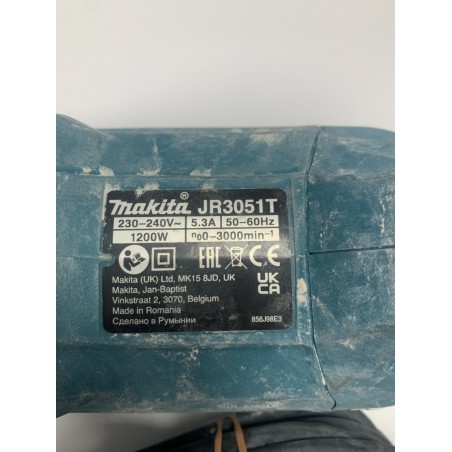 makita® JR3051T
230-240V~ 5.3A 50-60Hz
1200W n₀0-3000min⁻¹
EAC CE
UK
CA
Makita (UK) Ltd, MK15 8JD, UK
Makita, Jan-Baptist
Vinkstraat 2, 3070, Belgium
Made in Romania
Сделано в Румынии
856J98E3